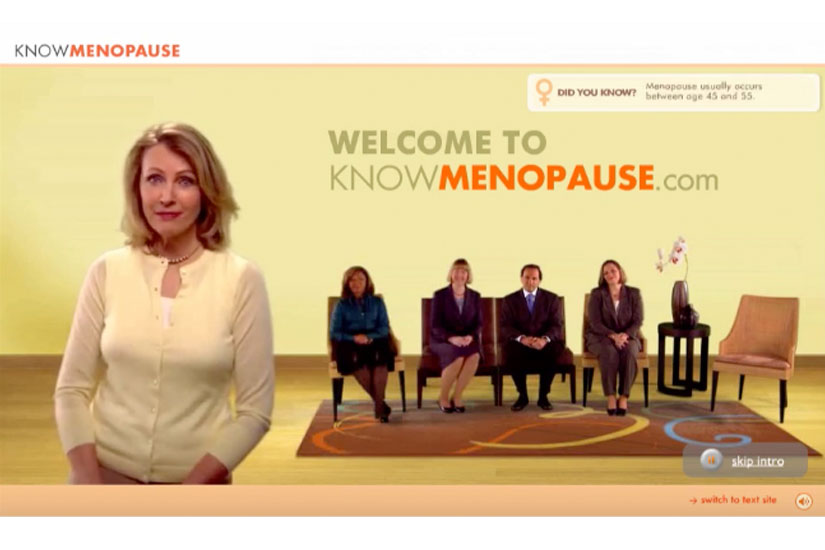 KNOWMENOPAUSE
DID YOU KNOW?
Menopause usually occurs
between age 45 and 55.
WELCOME TO
KNOWMENOPAUSE.com
skip intro
→ switch to text site